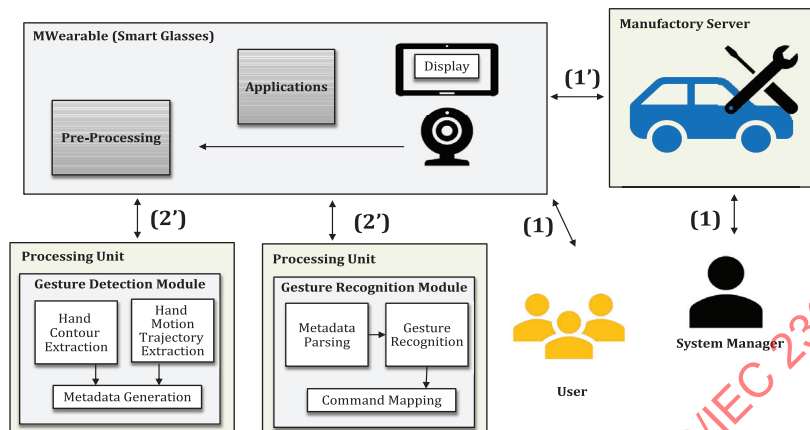 MWearable (Smart Glasses)
Manufactory Server
Display
Applications
Pre-Processing
(1')
(2')
(2')
(1)
(1)
Processing Unit
Gesture Detection Module
Hand
Contour
Extraction
Hand
Motion
Trajectory
Extraction
Metadata Generation
Processing Unit
Gesture Recognition Module
Metadata
Parsing
Gesture
Recognition
Command Mapping
User
System Manager
/IEC 23